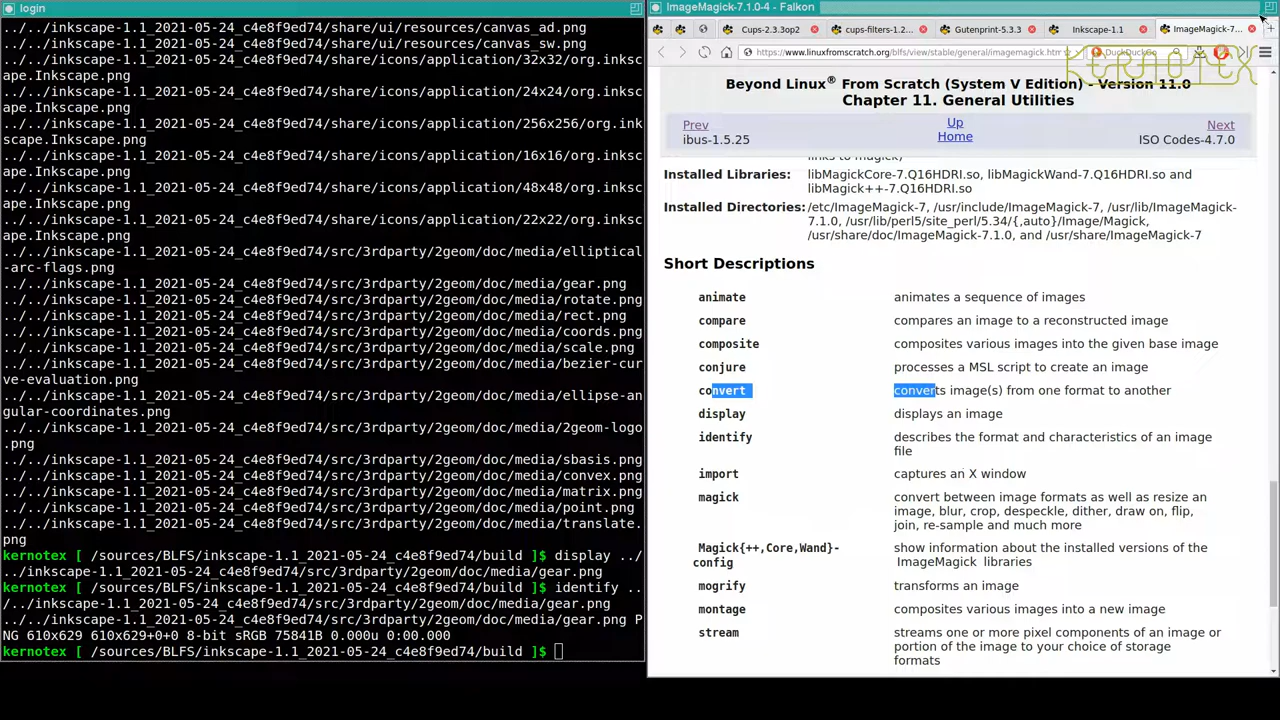 login
../../inkscape-1.1_2021-05-24_c4e8f9ed74/share/ui/resources/canvas_ad.png
../../inkscape-1.1_2021-05-24_c4e8f9ed74/share/ui/resources/canvas_sw.png
../../inkscape-1.1_2021-05-24_c4e8f9ed74/share/icons/application/32x32/org.inksc
ape.Inkscape.png
../../inkscape-1.1_2021-05-24_c4e8f9ed74/share/icons/application/24x24/org.inksc
ape.Inkscape.png
../../inkscape-1.1_2021-05-24_c4e8f9ed74/share/icons/application/256x256/org.ink
scape.Inkscape.png
../../inkscape-1.1_2021-05-24_c4e8f9ed74/share/icons/application/16x16/org.inksc
ape.Inkscape.png
../../inkscape-1.1_2021-05-24_c4e8f9ed74/share/icons/application/48x48/org.inksc
ape.Inkscape.png
../../inkscape-1.1_2021-05-24_c4e8f9ed74/share/icons/application/22x22/org.inksc
ape.Inkscape.png
../../inkscape-1.1_2021-05-24_c4e8f9ed74/src/3rdparty/2geom/doc/media/elliptical
-arc-flags.png
../../inkscape-1.1_2021-05-24_c4e8f9ed74/src/3rdparty/2geom/doc/media/gear.png
../../inkscape-1.1_2021-05-24_c4e8f9ed74/src/3rdparty/2geom/doc/media/rotate.png
../../inkscape-1.1_2021-05-24_c4e8f9ed74/src/3rdparty/2geom/doc/media/rect.png
../../inkscape-1.1_2021-05-24_c4e8f9ed74/src/3rdparty/2geom/doc/media/coords.png
../../inkscape-1.1_2021-05-24_c4e8f9ed74/src/3rdparty/2geom/doc/media/scale.png
../../inkscape-1.1_2021-05-24_c4e8f9ed74/src/3rdparty/2geom/doc/media/bezier-cur
ve-evaluation.png
../../inkscape-1.1_2021-05-24_c4e8f9ed74/src/3rdparty/2geom/doc/media/ellipse-an
gular-coordinates.png
../../inkscape-1.1_2021-05-24_c4e8f9ed74/src/3rdparty/2geom/doc/media/2geom-logo
.png
../../inkscape-1.1_2021-05-24_c4e8f9ed74/src/3rdparty/2geom/doc/media/sbasis.png
../../inkscape-1.1_2021-05-24_c4e8f9ed74/src/3rdparty/2geom/doc/media/convex.png
../../inkscape-1.1_2021-05-24_c4e8f9ed74/src/3rdparty/2geom/doc/media/matrix.png
../../inkscape-1.1_2021-05-24_c4e8f9ed74/src/3rdparty/2geom/doc/media/point.png
../../inkscape-1.1_2021-05-24_c4e8f9ed74/src/3rdparty/2geom/doc/media/translate.
png
kernotex [ /sources/BLFS/inkscape-1.1_2021-05-24_c4e8f9ed74/build ]$ display ../
../inkscape-1.1_2021-05-24_c4e8f9ed74/src/3rdparty/2geom/doc/media/gear.png
kernotex [ /sources/BLFS/inkscape-1.1_2021-05-24_c4e8f9ed74/build ]$ identify ..
/../inkscape-1.1_2021-05-24_c4e8f9ed74/src/3rdparty/2geom/doc/media/gear.png
../../inkscape-1.1_2021-05-24_c4e8f9ed74/src/3rdparty/2geom/doc/media/gear.png P
NG 610x629 610x629+0+0 8-bit sRGB 75841B 0.000u 0:00.000
kernotex [ /sources/BLFS/inkscape-1.1_2021-05-24_c4e8f9ed74/build ]$
ImageMagick-7.1.0-4 - Falkon
Cups-2.3.3op2 cups-filters-1.2... Gutenprint-5.3.3 Inkscape-1.1 ImageMagick-7...
https://www.linuxfromscratch.org/blfs/view/stable/general/imagemagick.htm DuckDuckGo
KERNOTEX
Beyond Linux® From Scratch (System V Edition) - Version 11.0
Chapter 11. General Utilities
Prev Up Next
ibus-1.5.25 Home ISO Codes-4.7.0
links to magick)
Installed Libraries: libMagickCore-7.Q16HDRI.so, libMagickWand-7.Q16HDRI.so and
libMagick++-7.Q16HDRI.so
Installed Directories: /etc/ImageMagick-7, /usr/include/ImageMagick-7, /usr/lib/ImageMagick-
7.1.0, /usr/lib/perl5/site_perl/5.34/{,auto}/Image/Magick,
/usr/share/doc/ImageMagick-7.1.0, and /usr/share/ImageMagick-7
Short Descriptions
animate animates a sequence of images
compare compares an image to a reconstructed image
composite composites various images into the given base image
conjure processes a MSL script to create an image
convert converts image(s) from one format to another
display displays an image
identify describes the format and characteristics of an image
file
import captures an X window
magick convert between image formats as well as resize an
image, blur, crop, despeckle, dither, draw on, flip,
join, re-sample and much more
Magick{++,Core,Wand}- show information about the installed versions of the
config ImageMagick libraries
mogrify transforms an image
montage composites various images into a new image
stream streams one or more pixel components of an image or
portion of the image to your choice of storage
formats